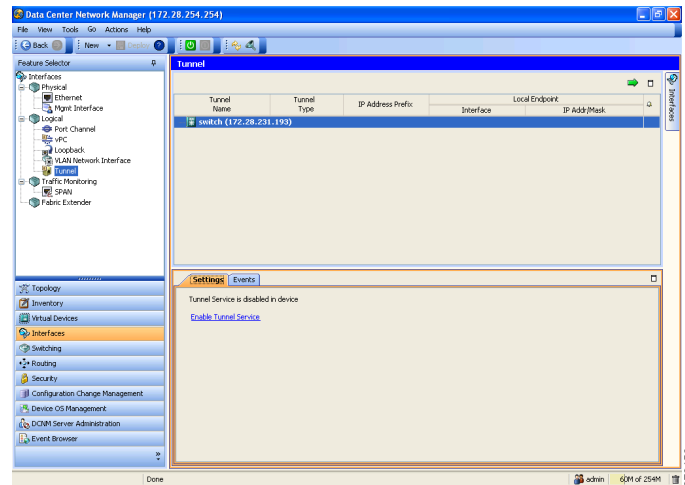 Data Center Network Manager (172.28.254.254)
File View Tools Go Actions Help
Back New Deploy
Feature Selector
Interfaces
Physical
Ethernet
Mgmt Interface
Logical
Port Channel
vPC
Loopback
VLAN Network Interface
Tunnel
Traffic Monitoring
SPAN
Fabric Extender
Topology
Inventory
Virtual Devices
Interfaces
Switching
Routing
Security
Configuration Change Management
Device OS Management
DCNM Server Administration
Event Browser
Tunnel
Tunnel Name
Tunnel Type
IP Address Prefix
Local Endpoint
Interface
IP Addr/Mask
switch (172.28.231.193)
Settings Events
Tunnel Service is disabled in device
Enable Tunnel Service
Interfaces
Done
admin
60M of 254M